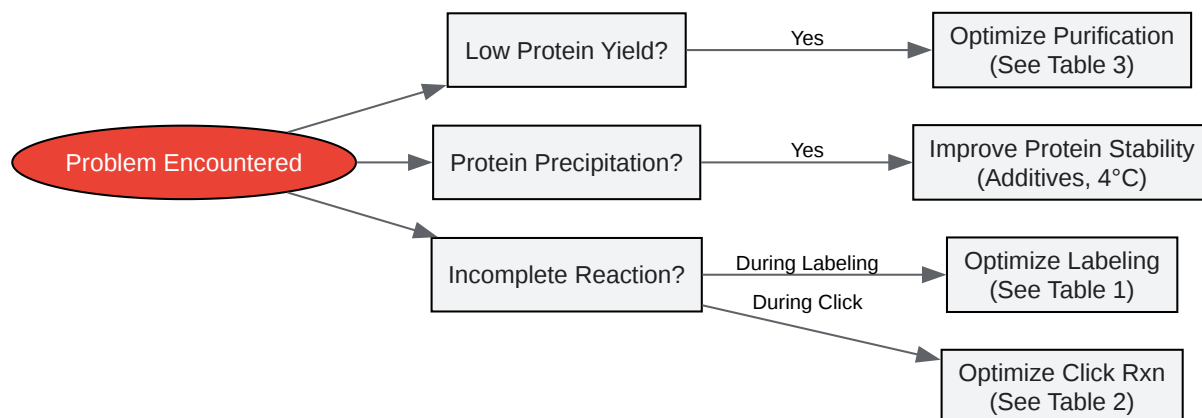 Problem Encountered
Low Protein Yield?
Yes
Optimize Purification
(See Table 3)
Protein Precipitation?
Yes
Improve Protein Stability
(Additives, 4°C)
Incomplete Reaction?
During Labeling
Optimize Labeling
(See Table 1)
During Click
Optimize Click Rxn
(See Table 2)